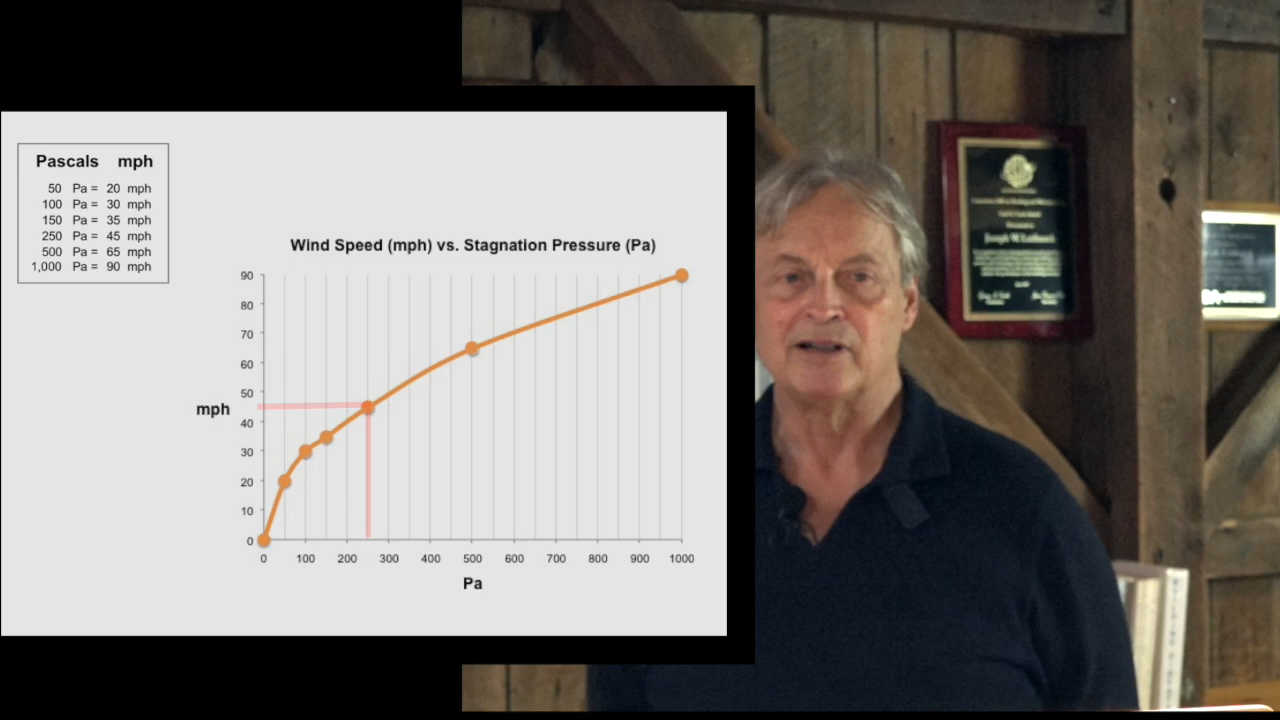 Pascals mph
50 Pa = 20 mph
100 Pa = 30 mph
150 Pa = 35 mph
250 Pa = 45 mph
500 Pa = 65 mph
1,000 Pa = 90 mph
Wind Speed (mph) vs. Stagnation Pressure (Pa)
90
80
70
60
50
mph
40
30
20
10
0
0 100 200 300 400 500 600 700 800 900 1000
Pa